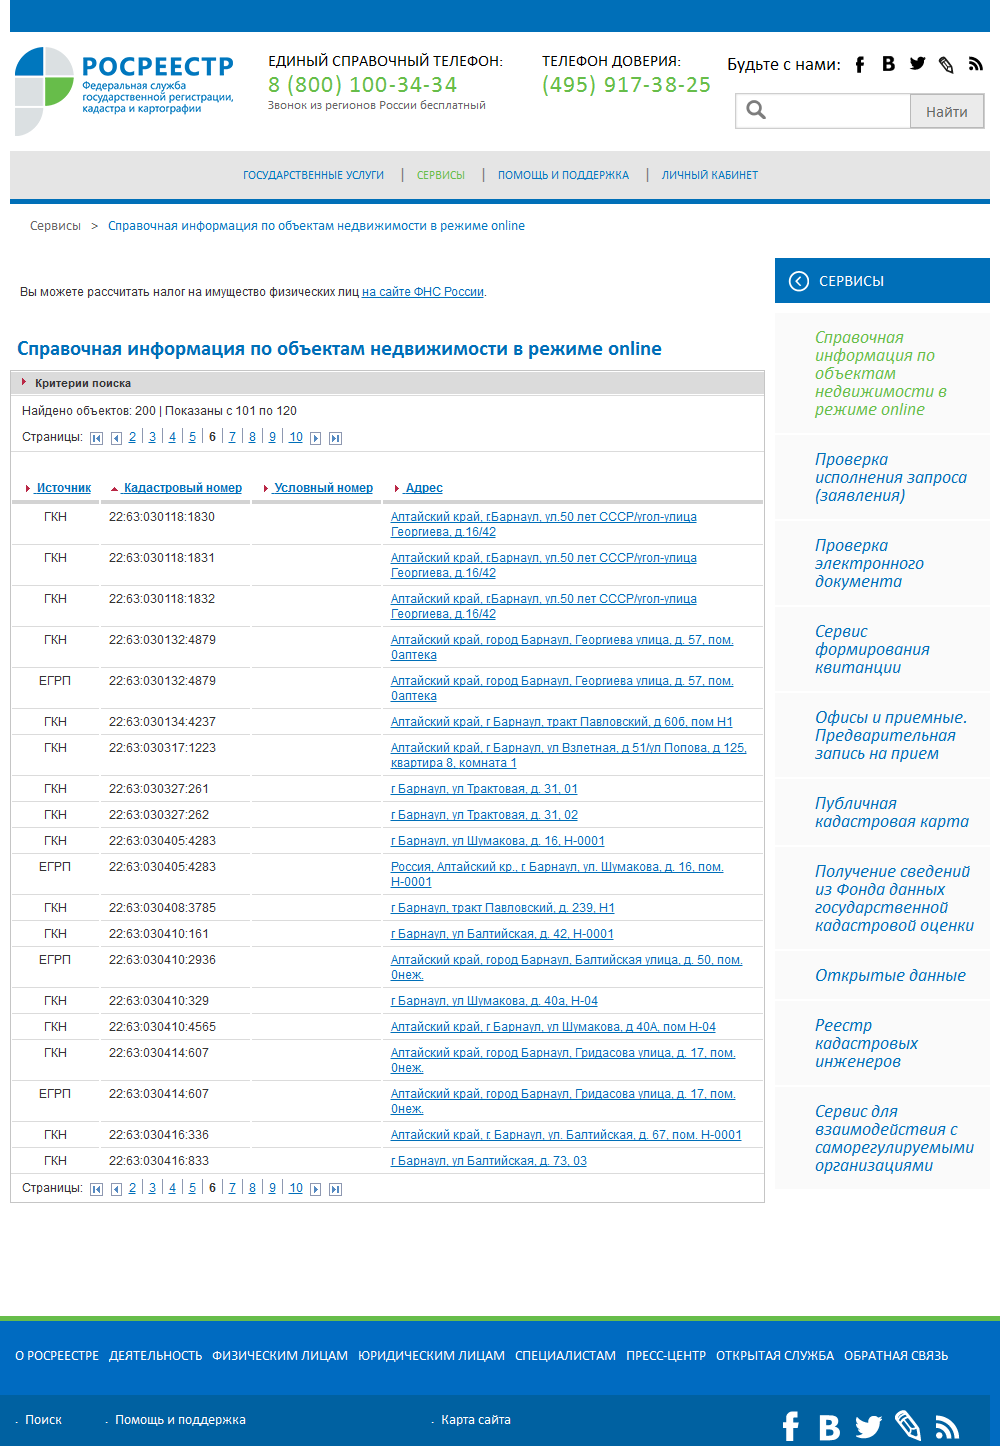 РОСРЕЕСТР
Федеральная служба
государственной регистрации,
кадастра и картографии
ЕДИНЫЙ СПРАВОЧНЫЙ ТЕЛЕФОН:
8 (800) 100-34-34
Звонок из регионов России бесплатный
ТЕЛЕФОН ДОВЕРИЯ:
(495) 917-38-25
Будьте с нами:
Найти
ГОСУДАРСТВЕННЫЕ УСЛУГИ | СЕРВИСЫ | ПОМОЩЬ И ПОДДЕРЖКА | ЛИЧНЫЙ КАБИНЕТ
Сервисы > Справочная информация по объектам недвижимости в режиме online
Вы можете рассчитать налог на имущество физических лиц на сайте ФНС России.
Справочная информация по объектам недвижимости в режиме online
Критерии поиска
Найдено объектов: 200 | Показаны с 101 по 120
Страницы: 2 | 3 | 4 | 5 | 6 | 7 | 8 | 9 | 10
Источник Кадастровый номер Условный номер Адрес
ГКН 22:63:030118:1830 Алтайский край, г.Барнаул, ул.50 лет СССР/угол-улица
Георгиева, д.16/42
ГКН 22:63:030118:1831 Алтайский край, г.Барнаул, ул.50 лет СССР/угол-улица
Георгиева, д.16/42
ГКН 22:63:030118:1832 Алтайский край, г.Барнаул, ул.50 лет СССР/угол-улица
Георгиева, д.16/42
ГКН 22:63:030132:4879 Алтайский край, город Барнаул, Георгиева улица, д. 57, пом.
0аптека
ЕГРП 22:63:030132:4879 Алтайский край, город Барнаул, Георгиева улица, д. 57, пом.
0аптека
ГКН 22:63:030134:4237 Алтайский край, г Барнаул, тракт Павловский, д 60б, пом Н1
ГКН 22:63:030317:1223 Алтайский край, г Барнаул, ул Взлетная, д 51/ул Попова, д 125,
квартира 8, комната 1
ГКН 22:63:030327:261 г Барнаул, ул Трактовая, д. 31, 01
ГКН 22:63:030327:262 г Барнаул, ул Трактовая, д. 31, 02
ГКН 22:63:030405:4283 г Барнаул, ул Шумакова, д. 16, Н-0001
ЕГРП 22:63:030405:4283 Россия, Алтайский кр., г. Барнаул, ул. Шумакова, д. 16, пом.
Н-0001
ГКН 22:63:030408:3785 г Барнаул, тракт Павловский, д. 239, Н1
ГКН 22:63:030410:161 г Барнаул, ул Балтийская, д. 42, Н-0001
ЕГРП 22:63:030410:2936 Алтайский край, город Барнаул, Балтийская улица, д. 50, пом.
0неж.
ГКН 22:63:030410:329 г Барнаул, ул Шумакова, д. 40а, Н-04
ГКН 22:63:030410:4565 Алтайский край, г Барнаул, ул Шумакова, д 40А, пом Н-04
ГКН 22:63:030414:607 Алтайский край, город Барнаул, Гридасова улица, д. 17, пом.
0неж.
ЕГРП 22:63:030414:607 Алтайский край, город Барнаул, Гридасова улица, д. 17, пом.
0неж.
ГКН 22:63:030416:336 Алтайский край, г. Барнаул, ул. Балтийская, д. 67, пом. Н-0001
ГКН 22:63:030416:833 г Барнаул, ул Балтийская, д. 73, 03
Страницы: 2 | 3 | 4 | 5 | 6 | 7 | 8 | 9 | 10
СЕРВИСЫ
Справочная
информация по
объектам
недвижимости в
режиме online
Проверка
исполнения запроса
(заявления)
Проверка
электронного
документа
Сервис
формирования
квитанции
Офисы и приемные.
Предварительная
запись на прием
Публичная
кадастровая карта
Получение сведений
из Фонда данных
государственной
кадастровой оценки
Открытые данные
Реестр
кадастровых
инженеров
Сервис для
взаимодействия с
саморегулируемыми
организациями
О РОСРЕЕСТРЕ ДЕЯТЕЛЬНОСТЬ ФИЗИЧЕСКИМ ЛИЦАМ ЮРИДИЧЕСКИМ ЛИЦАМ СПЕЦИАЛИСТАМ ПРЕСС-ЦЕНТР ОТКРЫТАЯ СЛУЖБА ОБРАТНАЯ СВЯЗЬ
Поиск Помощь и поддержка Карта сайта